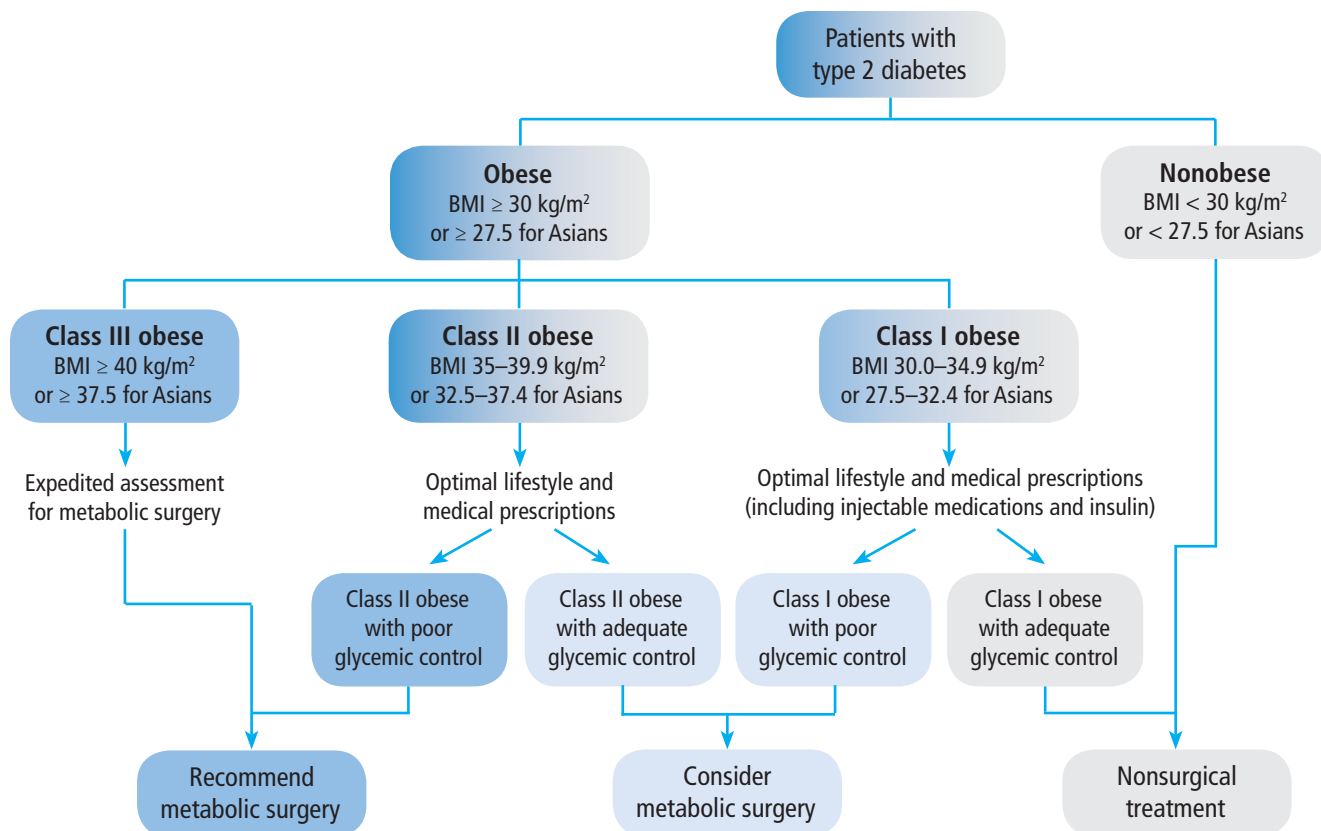 Patients with
type 2 diabetes
Obese
BMI ≥ 30 kg/m²
or ≥ 27.5 for Asians
Nonobese
BMI < 30 kg/m²
or < 27.5 for Asians
Class III obese
BMI ≥ 40 kg/m²
or ≥ 37.5 for Asians
Class II obese
BMI 35–39.9 kg/m²
or 32.5–37.4 for Asians
Class I obese
BMI 30.0–34.9 kg/m²
or 27.5–32.4 for Asians
Expedited assessment
for metabolic surgery
Optimal lifestyle and
medical prescriptions
Optimal lifestyle and medical prescriptions
(including injectable medications and insulin)
Class II obese
with poor
glycemic control
Class II obese
with adequate
glycemic control
Class I obese
with poor
glycemic control
Class I obese
with adequate
glycemic control
Recommend
metabolic surgery
Consider
metabolic surgery
Nonsurgical
treatment